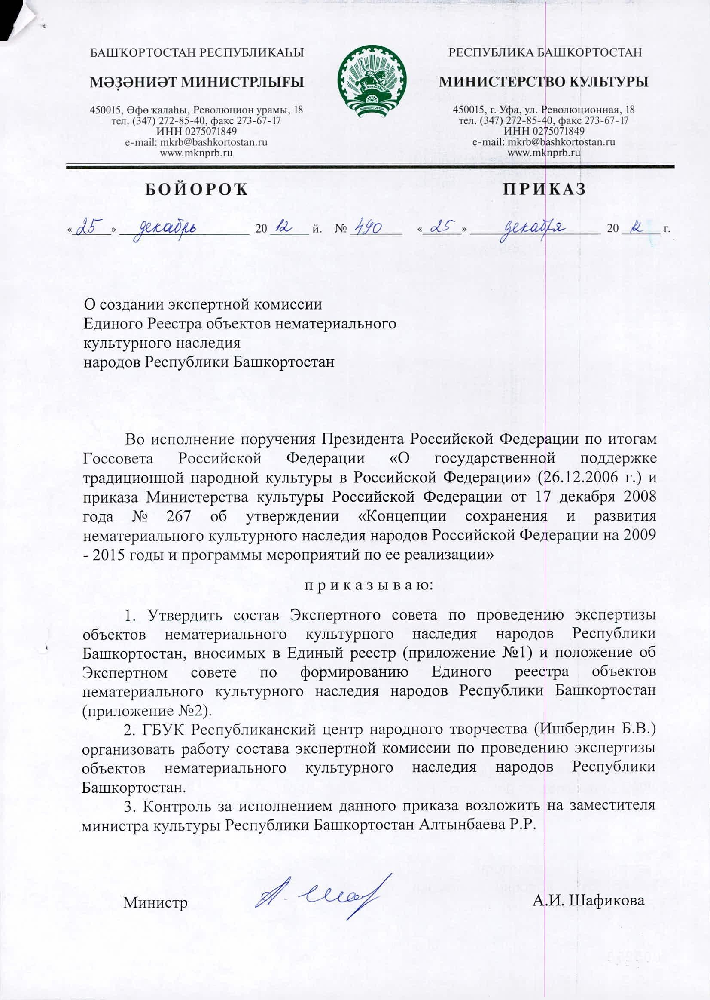 БАШҠОРТОСТАН РЕСПУБЛИКАҺЫ
МӘҘӘНИӘТ МИНИСТРЛЫҒЫ
450015, Өфө ҡалаһы, Революцион урамы, 18
тел. (347) 272-85-40, факс 273-67-17
ИНН 0275071849
e-mail: mkrb@bashkortostan.ru
www.mknprb.ru
БАШҠОРТОСТАН
РЕСПУБЛИКА БАШКОРТОСТАН
МИНИСТЕРСТВО КУЛЬТУРЫ
450015, г. Уфа, ул. Революционная, 18
тел. (347) 272-85-40, факс 273-67-17
ИНН 0275071849
e-mail: mkrb@bashkortostan.ru
www.mknprb.ru
БОЙОРОҠ
ПРИКАЗ
«25» декабрь 2012 й. № 490 «25» декабря 2012 г.
О создании экспертной комиссии
Единого Реестра объектов нематериального
культурного наследия
народов Республики Башкортостан
Во исполнение поручения Президента Российской Федерации по итогам
Госсовета Российской Федерации «О государственной поддержке
традиционной народной культуры в Российской Федерации» (26.12.2006 г.) и
приказа Министерства культуры Российской Федерации от 17 декабря 2008
года № 267 об утверждении «Концепции сохранения и развития
нематериального культурного наследия народов Российской Федерации на 2009
- 2015 годы и программы мероприятий по ее реализации»
п р и к а з ы в а ю:
1. Утвердить состав Экспертного совета по проведению экспертизы
объектов нематериального культурного наследия народов Республики
Башкортостан, вносимых в Единый реестр (приложение №1) и положение об
Экспертном совете по формированию Единого реестра объектов
нематериального культурного наследия народов Республики Башкортостан
(приложение №2).
2. ГБУК Республиканский центр народного творчества (Ишбердин Б.В.)
организовать работу состава экспертной комиссии по проведению экспертизы
объектов нематериального культурного наследия народов Республики
Башкортостан.
3. Контроль за исполнением данного приказа возложить на заместителя
министра культуры Республики Башкортостан Алтынбаева Р.Р.
Министр А.И. Шафикова